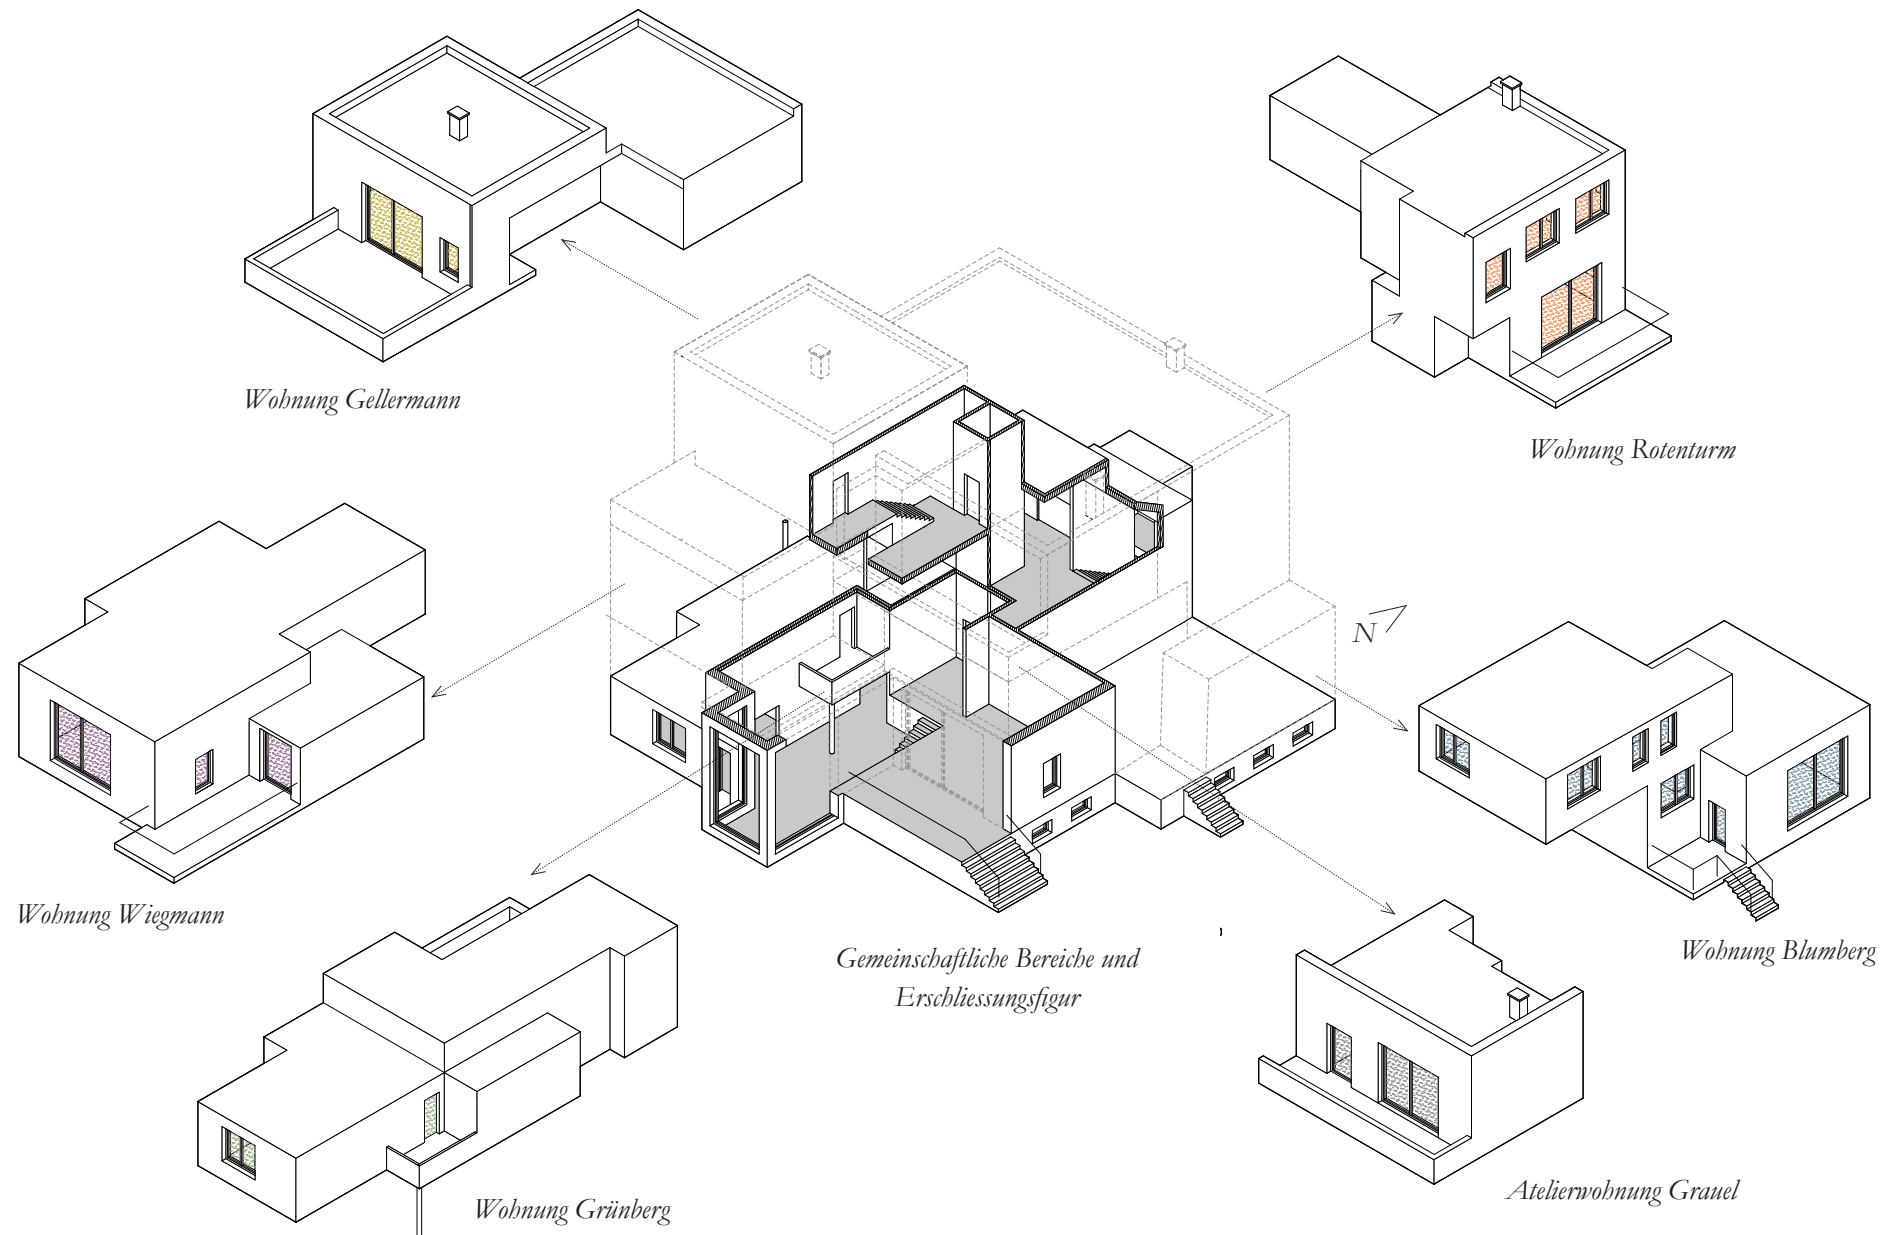 Wohnung Gellermann
Wohnung Rotenturm
N
Wohnung Wiegmann
Wohnung Blumberg
Gemeinschaftliche Bereiche und
Erschliessungsfigur
Wohnung Grünberg
Atelierwohnung Grauel